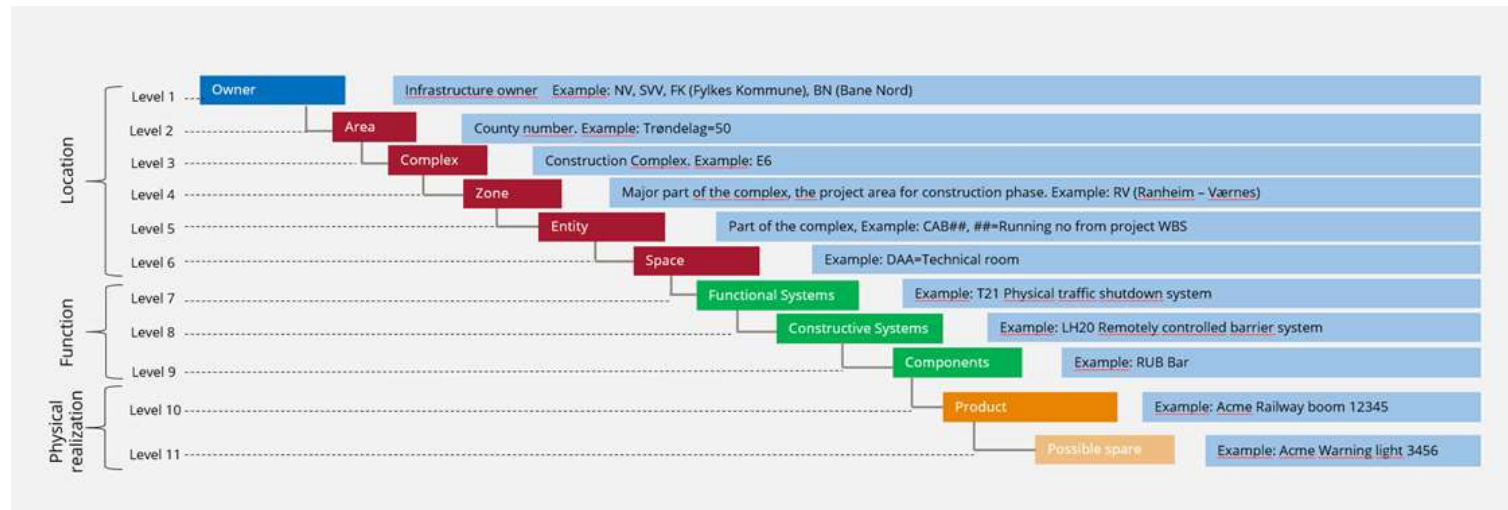 Location
Level 1 Owner Infrastructure owner Example: NV, SVV, FK (Fylkes Kommune), BN (Bane Nord)
Level 2 Area County number. Example: Trøndelag=50
Level 3 Complex Construction Complex. Example: E6
Level 4 Zone Major part of the complex, the project area for construction phase. Example: RV (Ranheim – Værnes)
Level 5 Entity Part of the complex, Example: CAB##, ##=Running no from project WBS
Level 6 Space Example: DAA=Technical room
Function
Level 7 Functional Systems Example: T21 Physical traffic shutdown system
Level 8 Constructive Systems Example: LH20 Remotely controlled barrier system
Level 9 Components Example: RUB Bar
Physical
realization
Level 10 Product Example: Acme Railway boom 12345
Level 11 Possible spare Example: Acme Warning light 3456